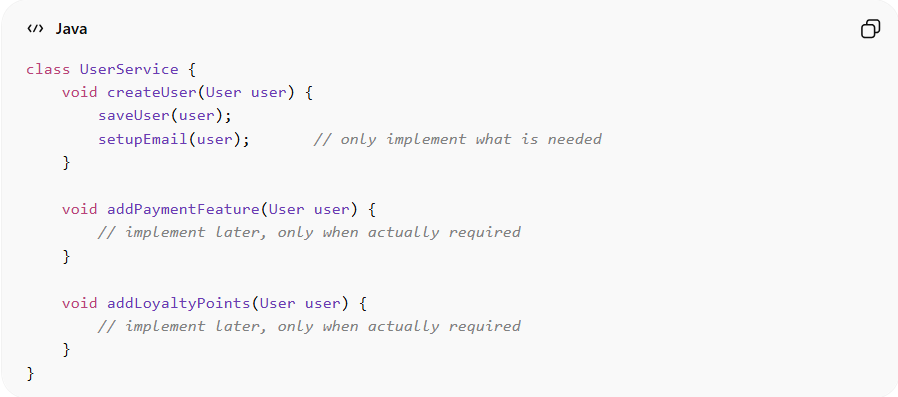 </> Java
class UserService {
    void createUser(User user) {
        saveUser(user);
        setupEmail(user);       // only implement what is needed
    }

    void addPaymentFeature(User user) {
        // implement later, only when actually required
    }

    void addLoyaltyPoints(User user) {
        // implement later, only when actually required
    }
}